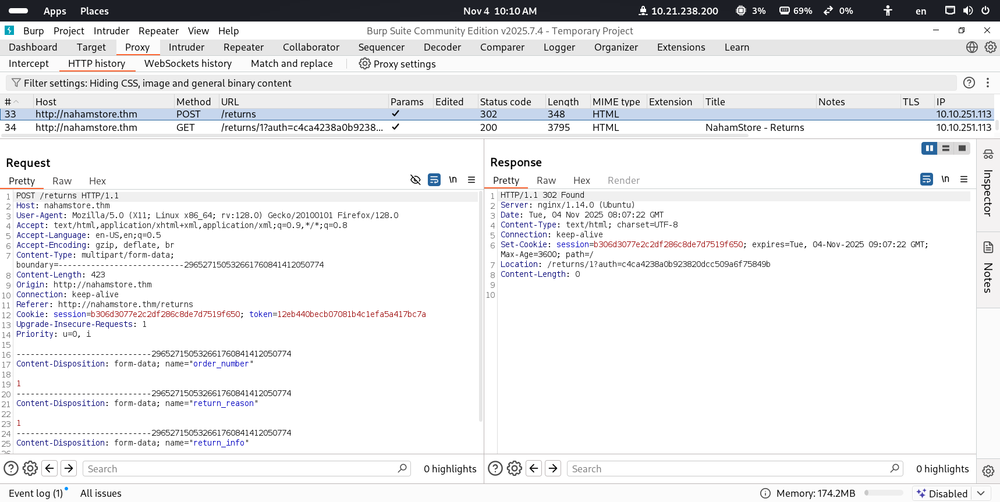 Apps Places Nov 4 10:10 AM 10.21.238.200 3% 69% 0% en
Burp Project Intruder Repeater View Help Burp Suite Community Edition v2025.7.4 - Temporary Project
Dashboard Target Proxy Intruder Repeater Collaborator Sequencer Decoder Comparer Logger Organizer Extensions Learn
Intercept HTTP history WebSockets history Match and replace Proxy settings
Filter settings: Hiding CSS, image and general binary content
# Host Method URL Params Edited Status code Length MIME type Extension Title Notes TLS IP
33 http://nahamstore.thm POST /returns ✓ 302 348 HTML 10.10.251.113
34 http://nahamstore.thm GET /returns/1?auth=c4ca4238a0b9238... ✓ 200 3795 HTML NahamStore - Returns 10.10.251.113
Request
Pretty Raw Hex \n
1 POST /returns HTTP/1.1
2 Host: nahamstore.thm
3 User-Agent: Mozilla/5.0 (X11; Linux x86_64; rv:128.0) Gecko/20100101 Firefox/128.0
4 Accept: text/html,application/xhtml+xml,application/xml;q=0.9,*/*;q=0.8
5 Accept-Language: en-US,en;q=0.5
6 Accept-Encoding: gzip, deflate, br
7 Content-Type: multipart/form-data;
boundary=---------------------------296527150532661760841412050774
8 Content-Length: 423
9 Origin: http://nahamstore.thm
10 Connection: keep-alive
11 Referer: http://nahamstore.thm/returns
12 Cookie: session=b306d3077e2c2df286c8de7d7519f650; token=12eb440becb07081b4c1efa5a417bc7a
13 Upgrade-Insecure-Requests: 1
14 Priority: u=0, i
15
16 -----------------------------296527150532661760841412050774
17 Content-Disposition: form-data; name="order_number"
18
19 1
20 -----------------------------296527150532661760841412050774
21 Content-Disposition: form-data; name="return_reason"
22
23 1
24 -----------------------------296527150532661760841412050774
25 Content-Disposition: form-data; name="return_info"
26
Search 0 highlights
Response
Pretty Raw Hex Render \n
1 HTTP/1.1 302 Found
2 Server: nginx/1.14.0 (Ubuntu)
3 Date: Tue, 04 Nov 2025 08:07:22 GMT
4 Content-Type: text/html; charset=UTF-8
5 Connection: keep-alive
6 Set-Cookie: session=b306d3077e2c2df286c8de7d7519f650; expires=Tue, 04-Nov-2025 09:07:22 GMT;
Max-Age=3600; path=/
7 Location: /returns/1?auth=c4ca4238a0b923820dcc509a6f75849b
8 Content-Length: 0
9
10
Search 0 highlights
Inspector
Notes
Event log (1) All issues Memory: 174.2MB Disabled